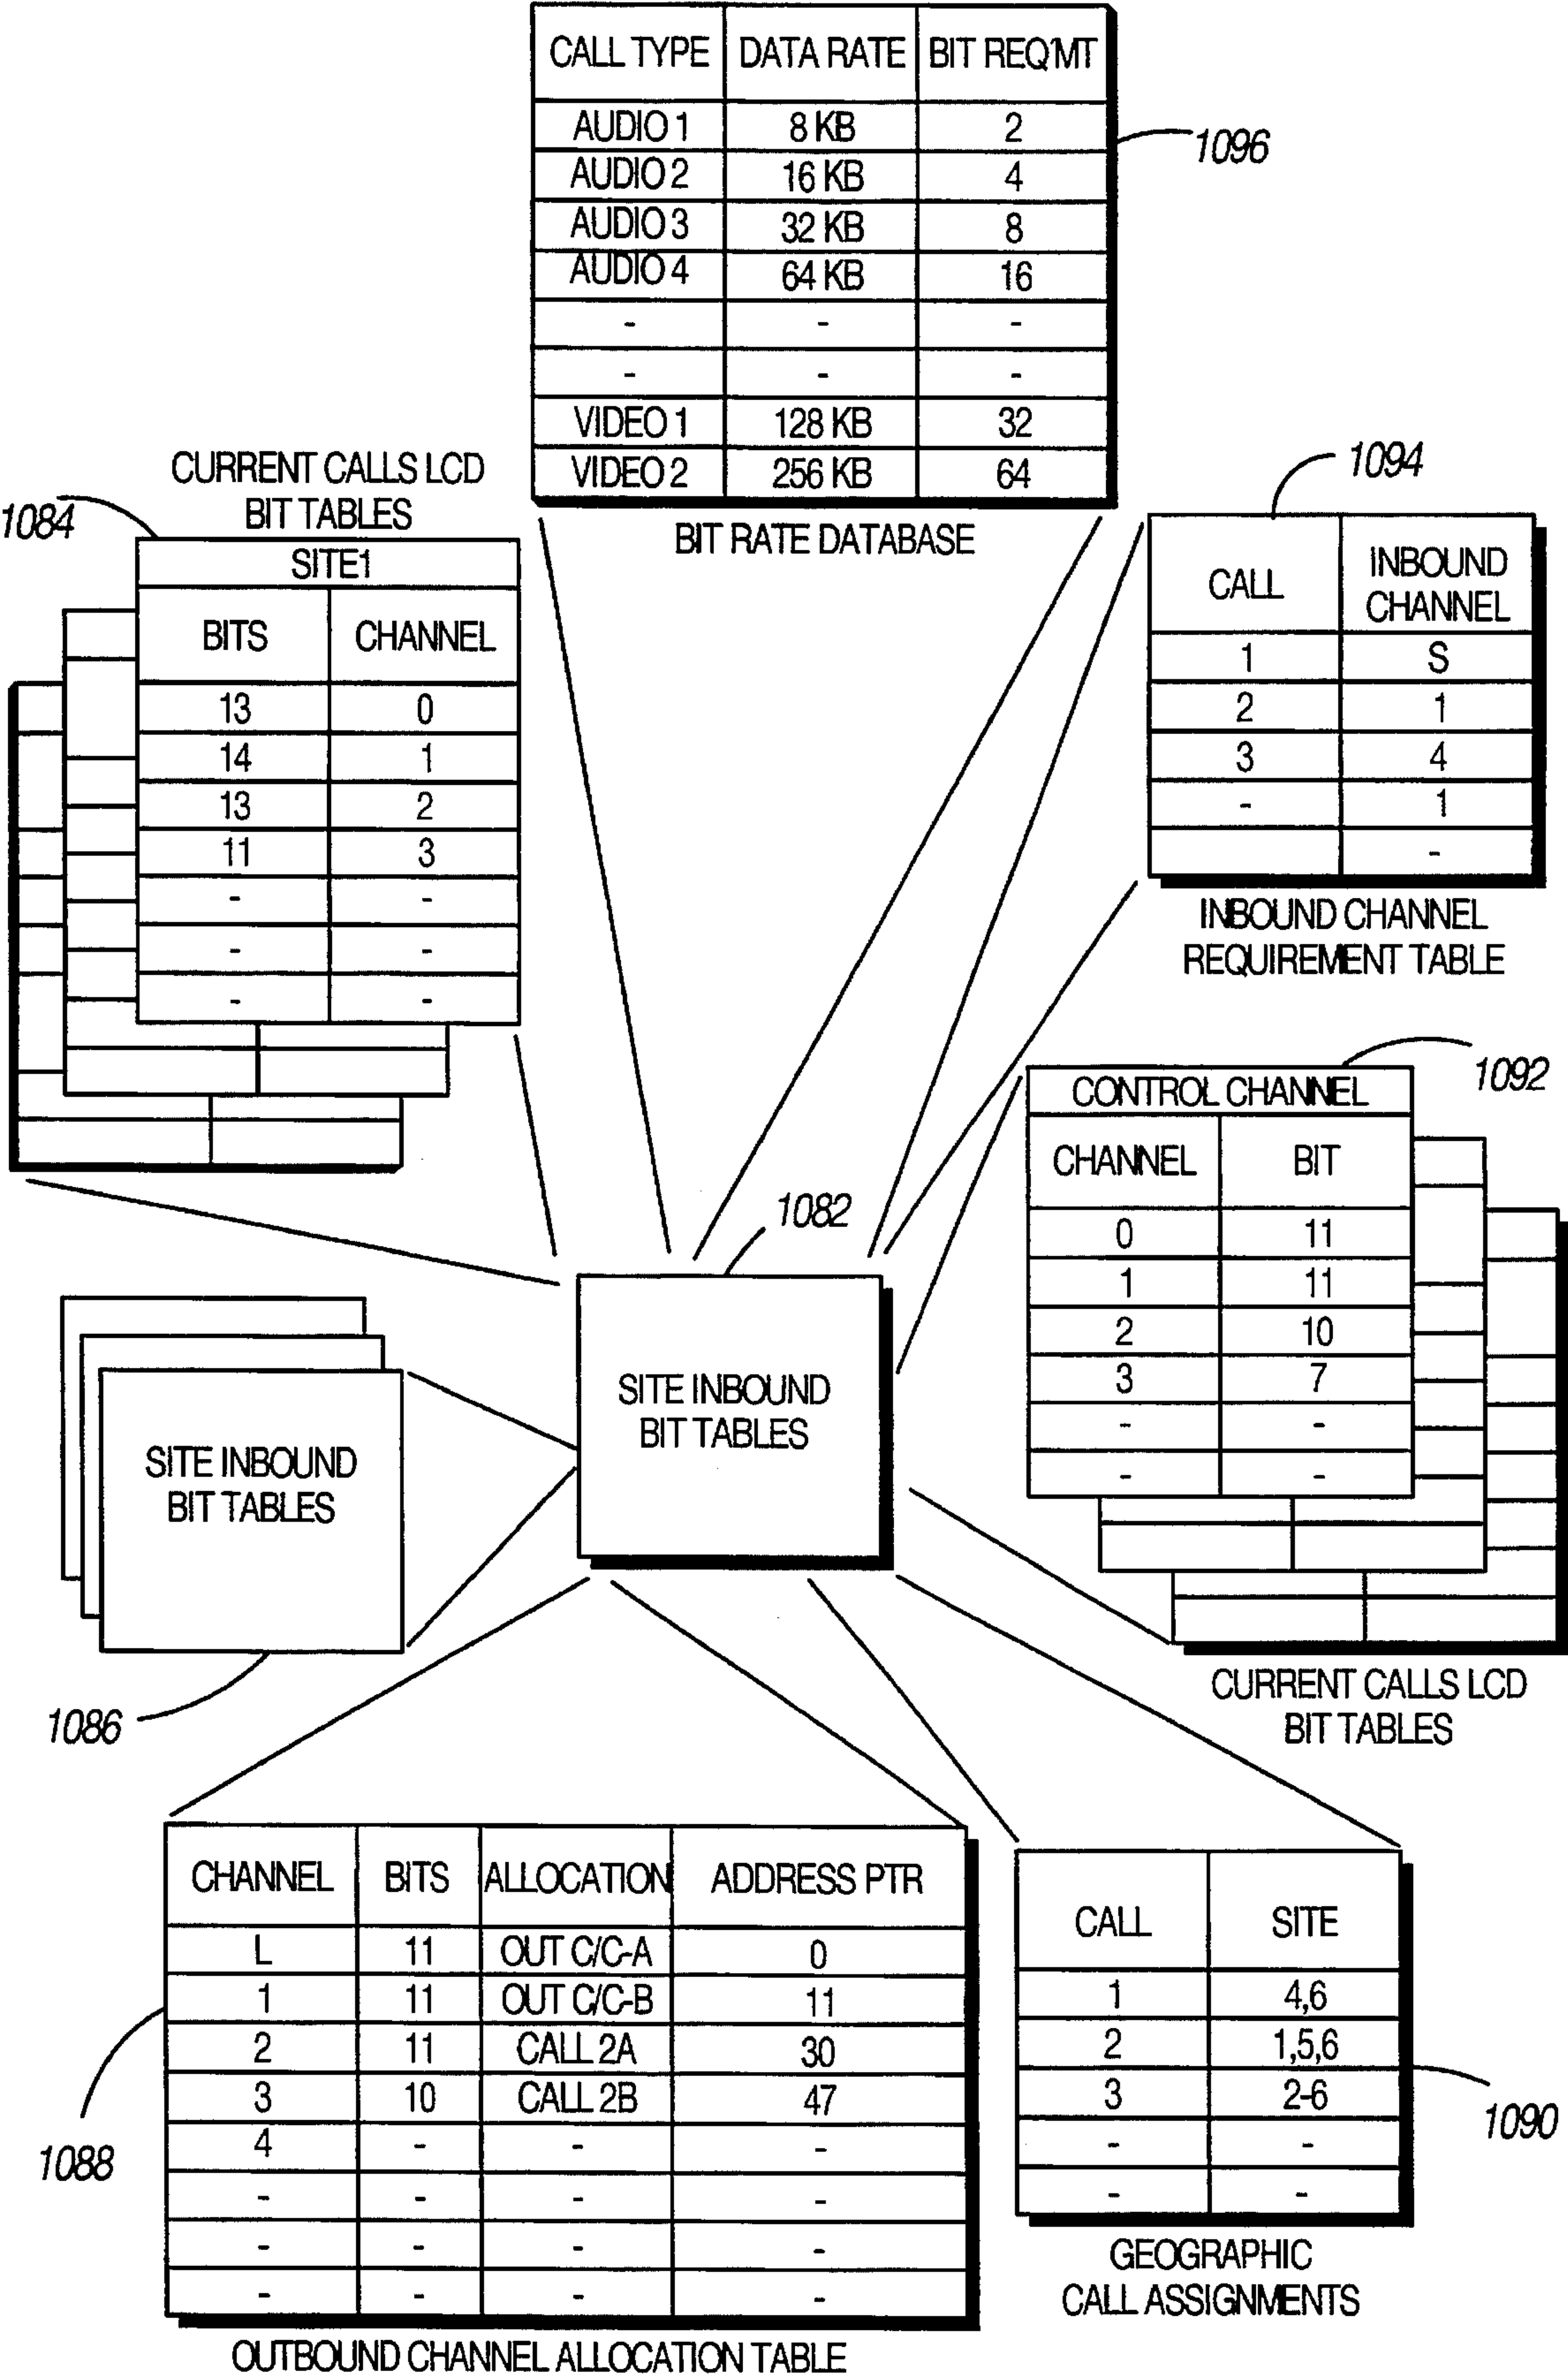 CALL TYPE DATA RATE BIT REQ'MT
AUDIO 1 8 KB 2
AUDIO 2 16 KB 4
AUDIO 3 32 KB 8
AUDIO 4 64 KB 16
- - -
- - -
VIDEO 1 128 KB 32
VIDEO 2 256 KB 64
BIT RATE DATABASE
1096
CURRENT CALLS LCD
BIT TABLES
1084
SITE1
BITS CHANNEL
13 0
14 1
13 2
11 3
- -
- -
- -
1094
CALL INBOUND
CHANNEL
1 S
2 1
3 4
- 1
-
INBOUND CHANNEL
REQUIREMENT TABLE
1092
CONTROL CHANNEL
CHANNEL BIT
0 11
1 11
2 10
3 7
- -
- -
CURRENT CALLS LCD
BIT TABLES
1082
SITE INBOUND
BIT TABLES
SITE INBOUND
BIT TABLES
1086
CHANNEL BITS ALLOCATION ADDRESS PTR
L 11 OUT C/C-A 0
1 11 OUT C/C-B 11
2 11 CALL 2A 30
3 10 CALL 2B 47
4 - - -
- - - -
- - - -
- - - -
1088
OUTBOUND CHANNEL ALLOCATION TABLE
CALL SITE
1 4,6
2 1,5,6
3 2-6
- -
- -
1090
GEOGRAPHIC
CALL ASSIGNMENTS